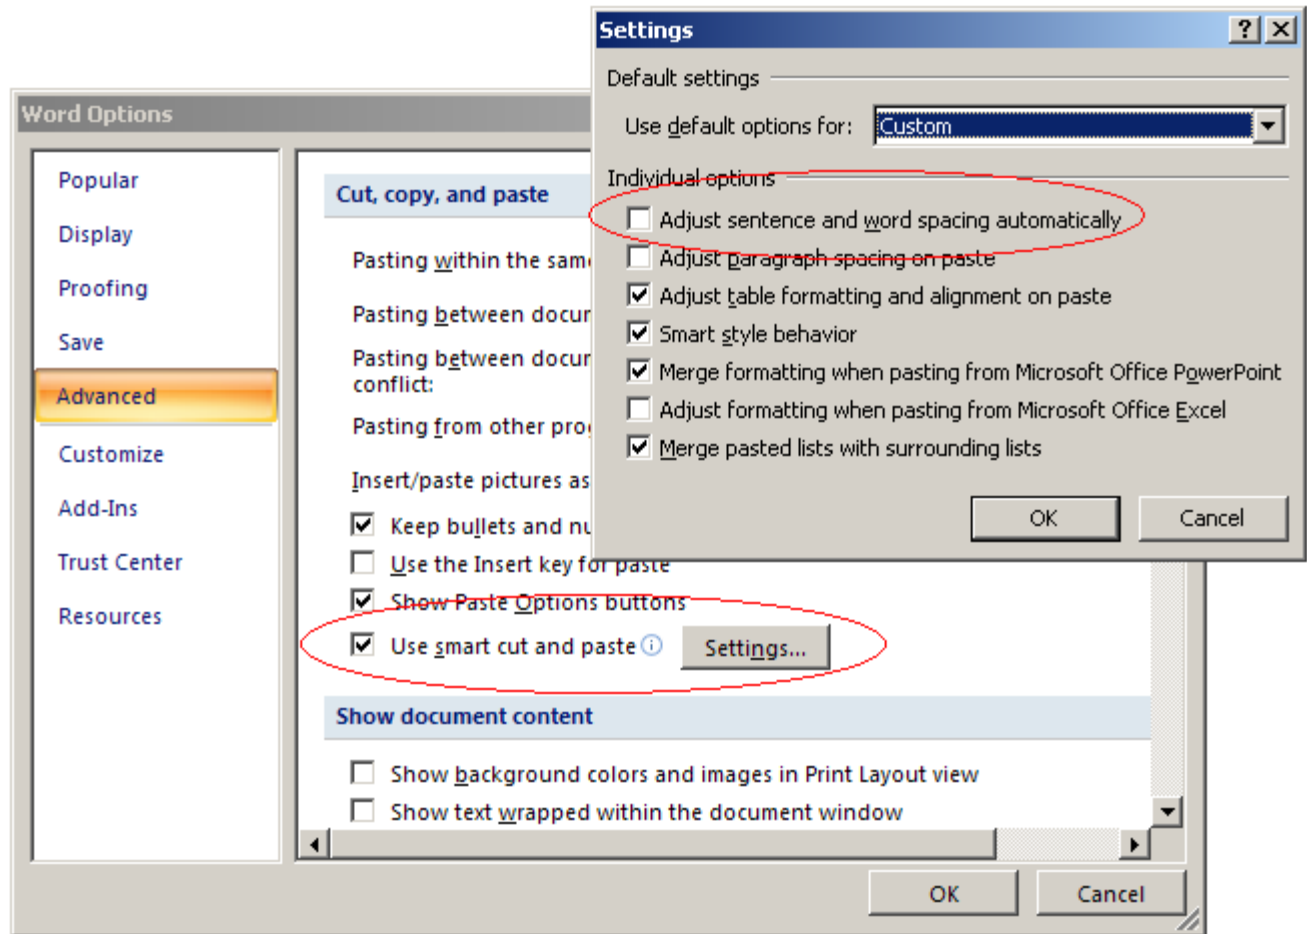 Settings
Default settings
Use default options for: Custom
Individual options
Adjust sentence and word spacing automatically
Adjust paragraph spacing on paste
Adjust table formatting and alignment on paste
Smart style behavior
Merge formatting when pasting from Microsoft Office PowerPoint
Adjust formatting when pasting from Microsoft Office Excel
Merge pasted lists with surrounding lists
OK Cancel
Word Options
Popular
Display
Proofing
Save
Advanced
Customize
Add-Ins
Trust Center
Resources
Cut, copy, and paste
Pasting within the sam
Pasting between docur
Pasting between docur
conflict:
Pasting from other pro
Insert/paste pictures as
Keep bullets and nu
Use the Insert key for paste
Show Paste Options buttons
Use smart cut and paste Settings...
Show document content
Show background colors and images in Print Layout view
Show text wrapped within the document window
OK Cancel